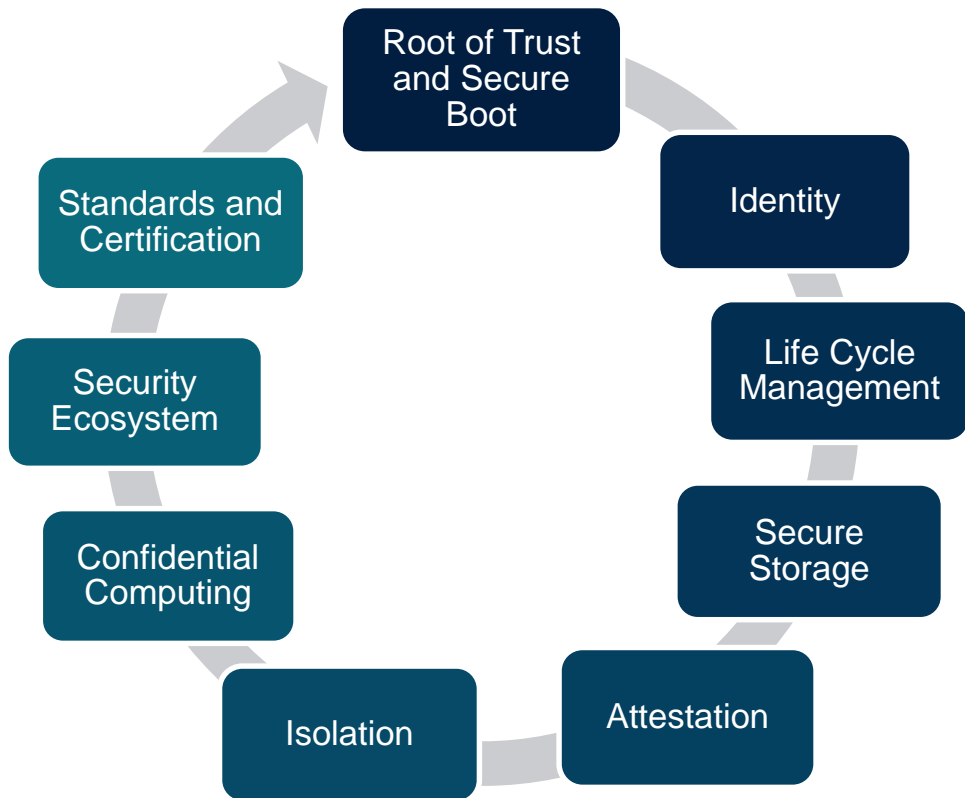 Root of Trust
and Secure
Boot
Identity
Life Cycle
Management
Secure
Storage
Attestation
Isolation
Confidential
Computing
Security
Ecosystem
Standards and
Certification